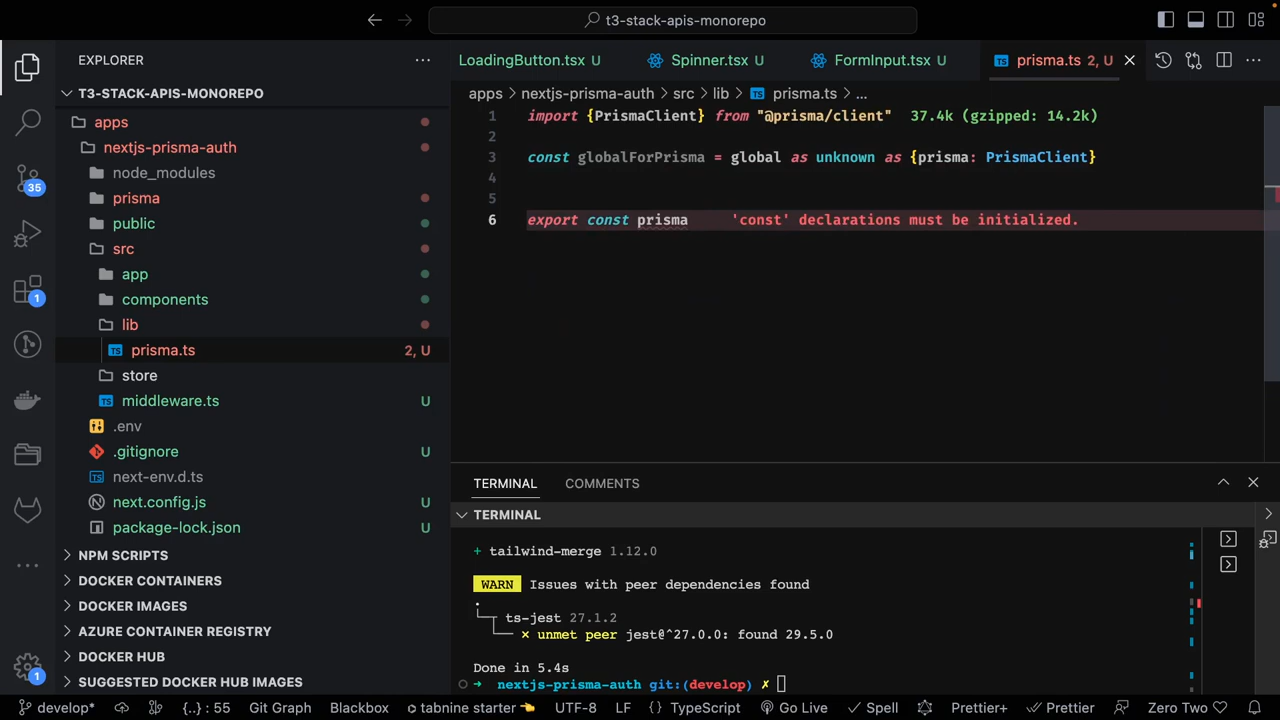 t3-stack-apis-monorepo
EXPLORER
T3-STACK-APIS-MONOREPO
apps
nextjs-prisma-auth
node_modules
prisma
public
src
app
components
lib
prisma.ts 2, U
store
middleware.ts U
.env
.gitignore U
next-env.d.ts
next.config.js U
package-lock.json U
NPM SCRIPTS
DOCKER CONTAINERS
DOCKER IMAGES
AZURE CONTAINER REGISTRY
DOCKER HUB
SUGGESTED DOCKER HUB IMAGES
35
1
1
LoadingButton.tsx U Spinner.tsx U FormInput.tsx U prisma.ts 2, U
apps > nextjs-prisma-auth > src > lib > prisma.ts > ...
1 import {PrismaClient} from "@prisma/client" 37.4k (gzipped: 14.2k)
2
3 const globalForPrisma = global as unknown as {prisma: PrismaClient}
4
5
6 export const prisma 'const' declarations must be initialized.
TERMINAL COMMENTS
TERMINAL
+ tailwind-merge 1.12.0
WARN Issues with peer dependencies found
.
└─┬ ts-jest 27.1.2
└── × unmet peer jest@^27.0.0: found 29.5.0
Done in 5.4s
→ nextjs-prisma-auth git:(develop) ✗
develop* {..} : 55 Git Graph Blackbox tabnine starter 👈 UTF-8 LF {} TypeScript Go Live ✓ Spell Prettier+ ✓ Prettier Zero Two ♡